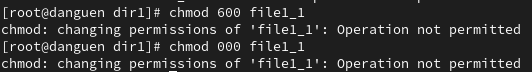 [root@danguen dir1]# chmod 600 file1_1
chmod: changing permissions of 'file1_1': Operation not permitted
[root@danguen dir1]# chmod 000 file1_1
chmod: changing permissions of 'file1_1': Operation not permitted